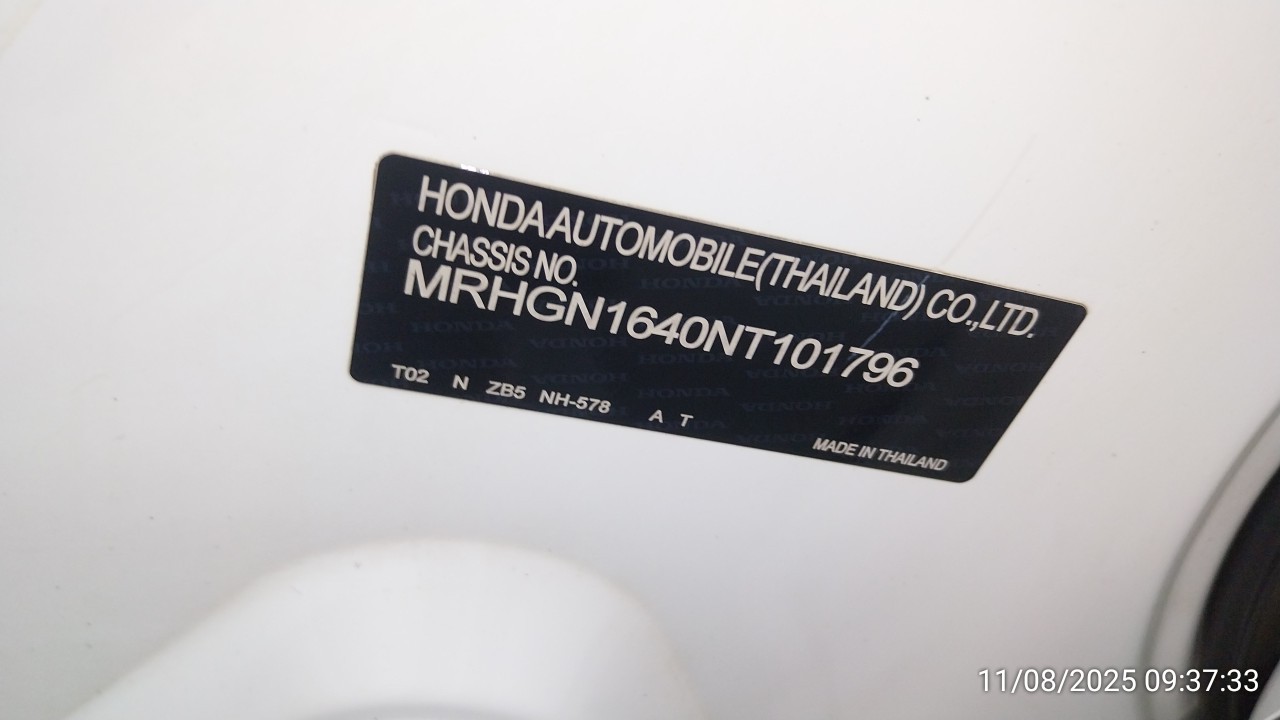 HONDA AUTOMOBILE (THAILAND) CO.,LTD.
CHASSIS NO.
MRHGN1640NT101796
T02 N ZB5 NH-578 A T
MADE IN THAILAND
11/08/2025 09:37:33